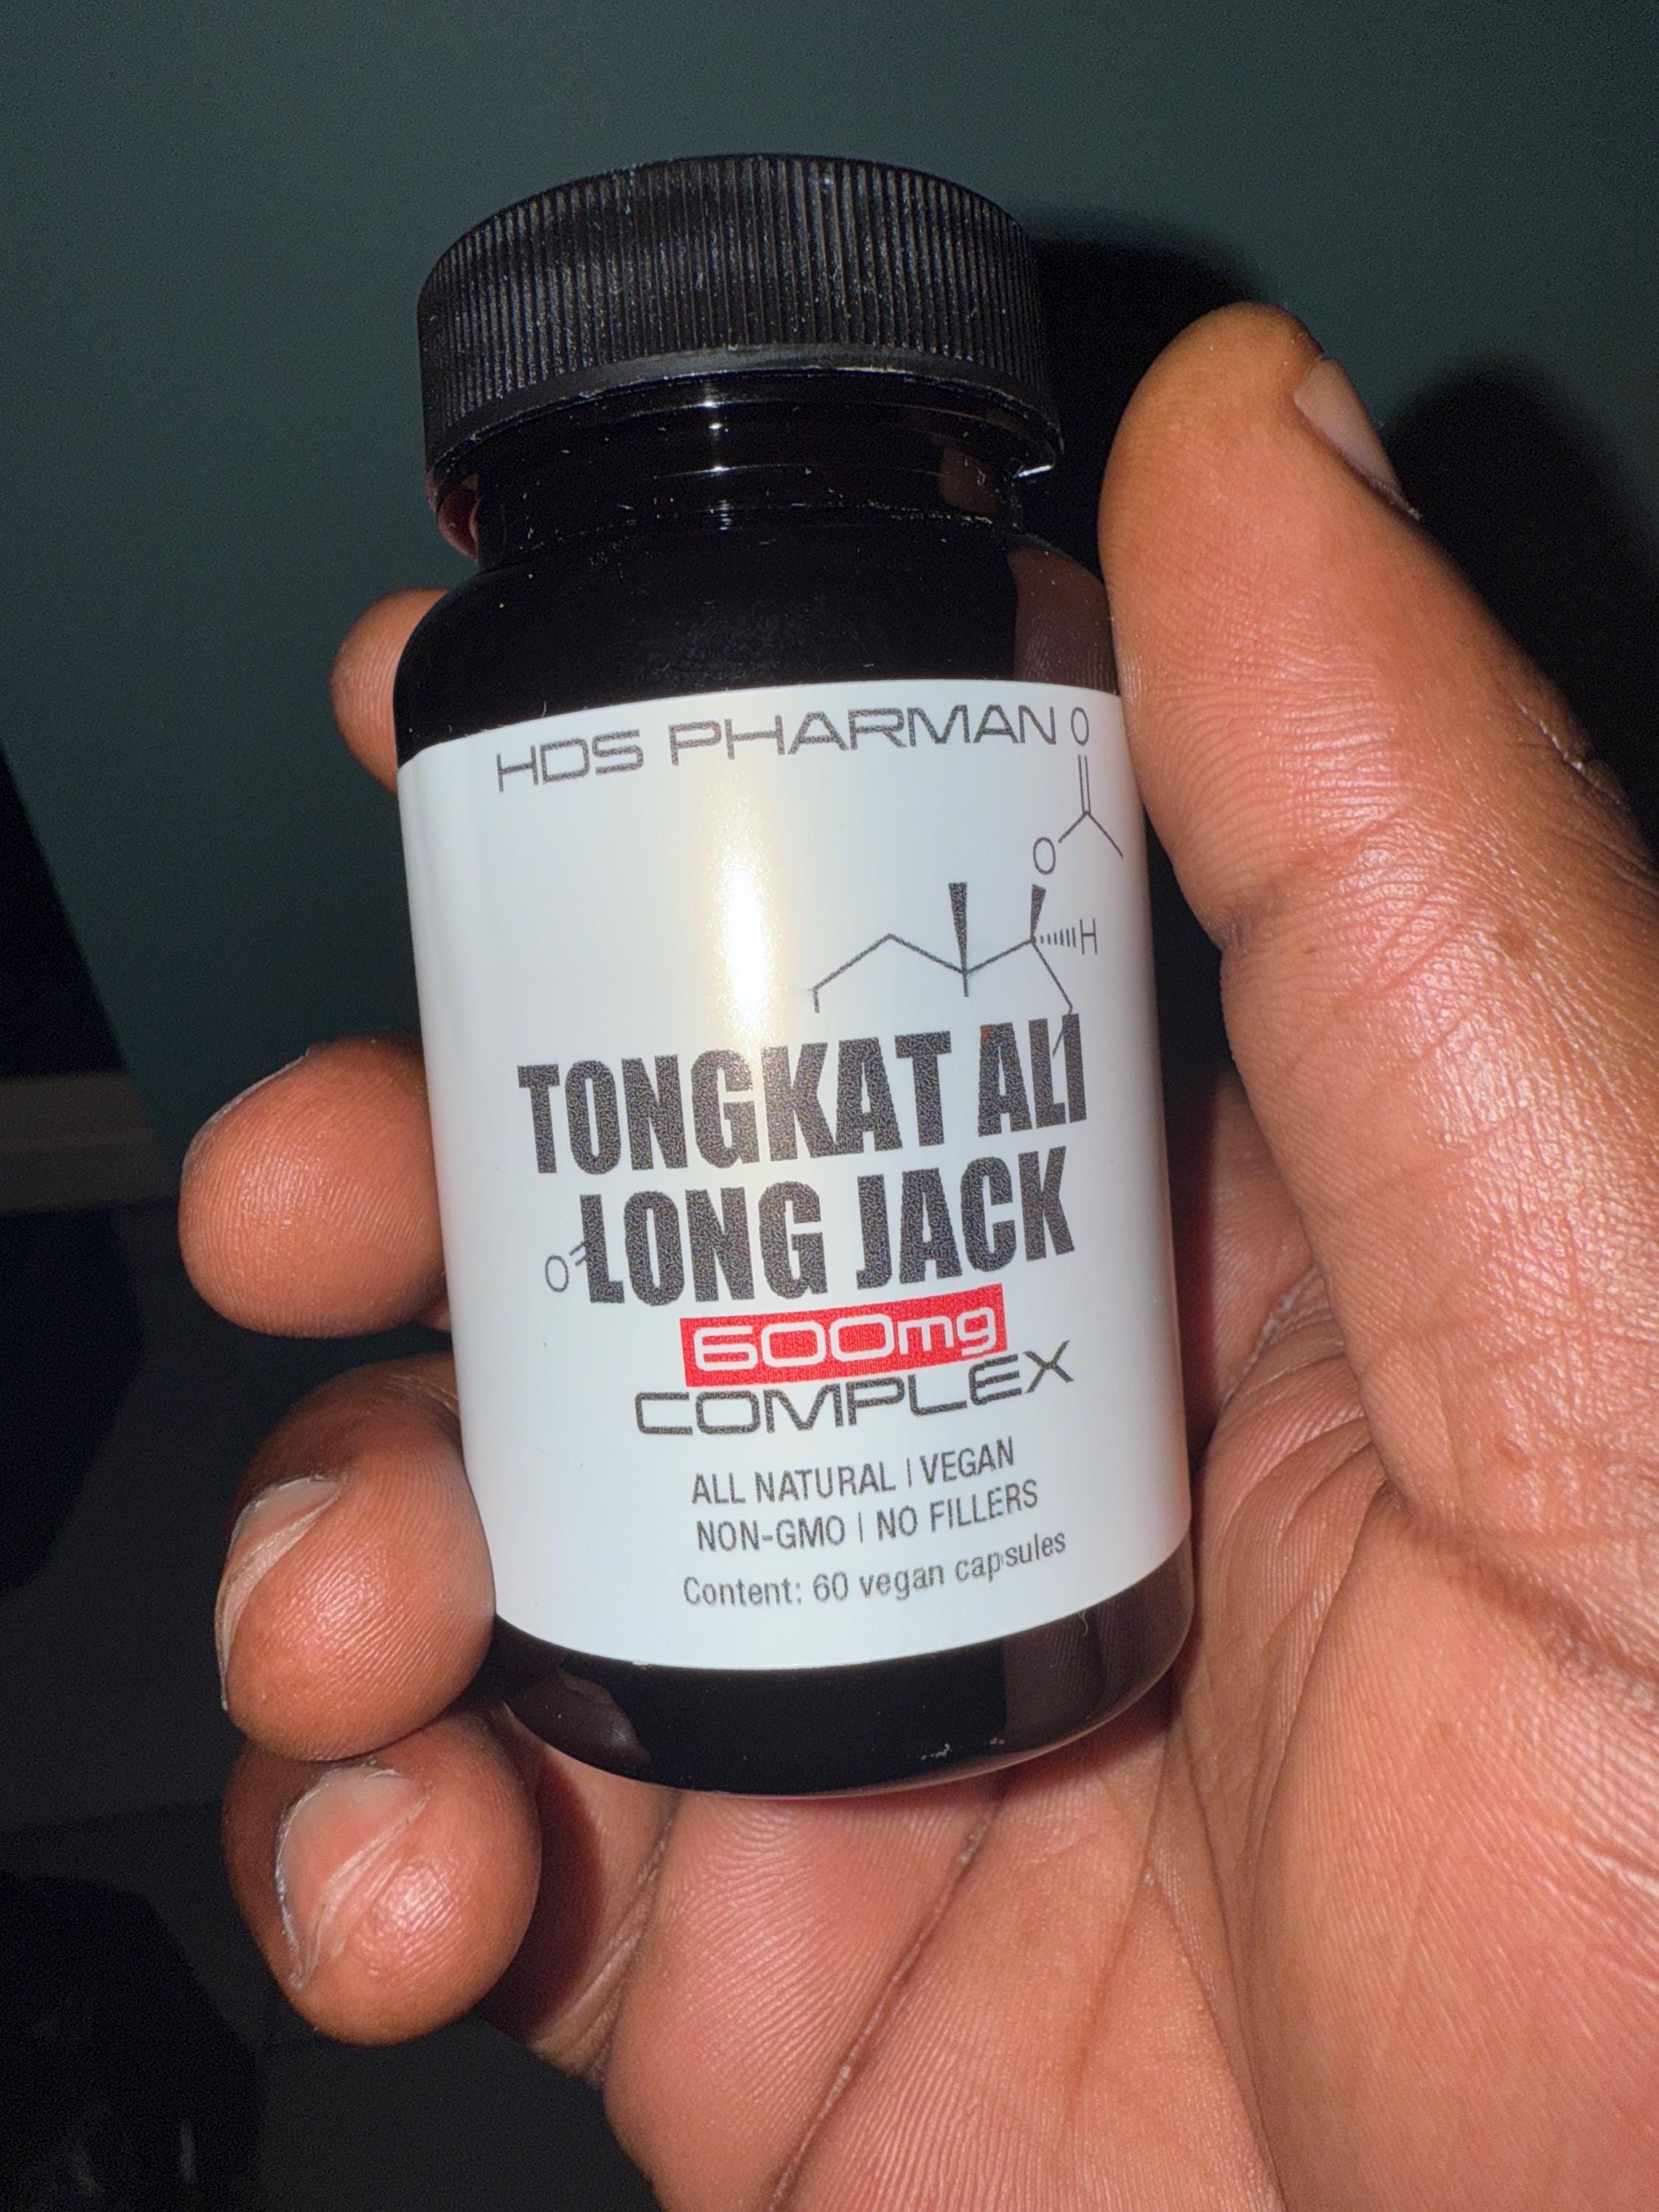 HDS PHARMAN
O
O
H
TONGKAT ALI
LONG JACK
O
600mg
COMPLEX
ALL NATURAL | VEGAN
NON-GMO | NO FILLERS
Content: 60 vegan capsules